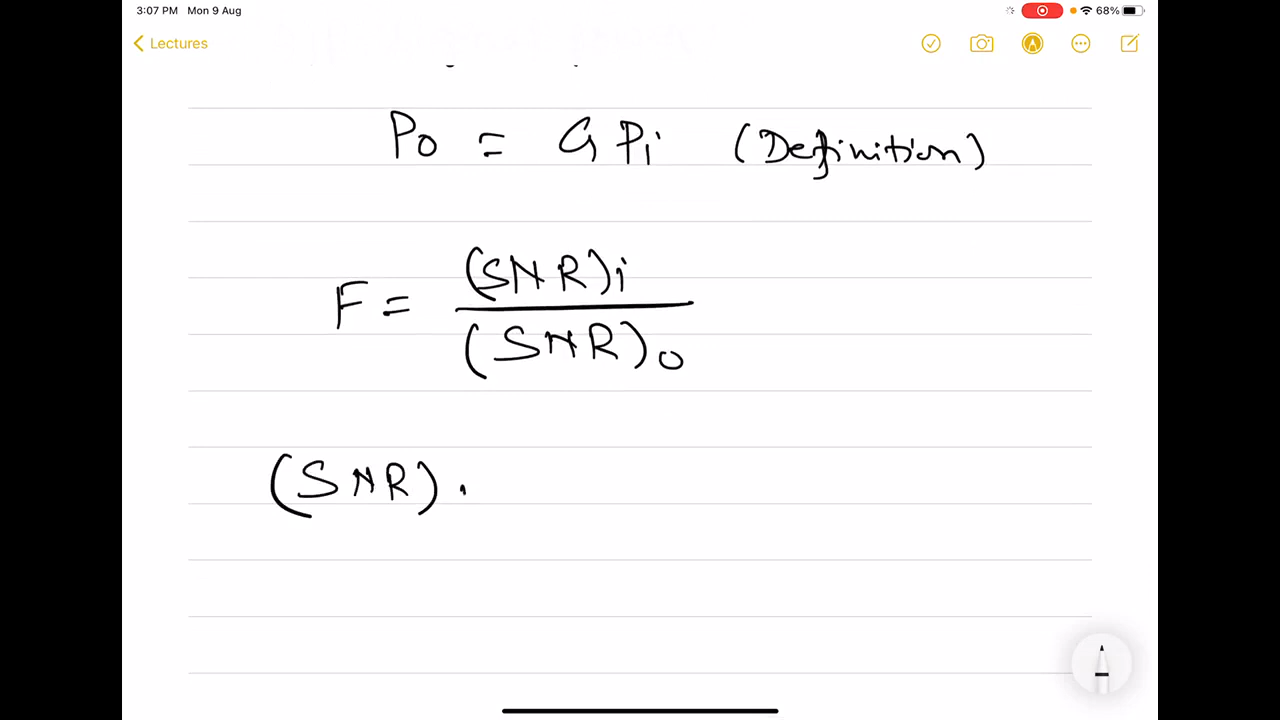 3:07 PM Mon 9 Aug 68%
Lectures
Po = G Pi (Definition)
F = (SNR)i
(SNR)o
(SNR) .